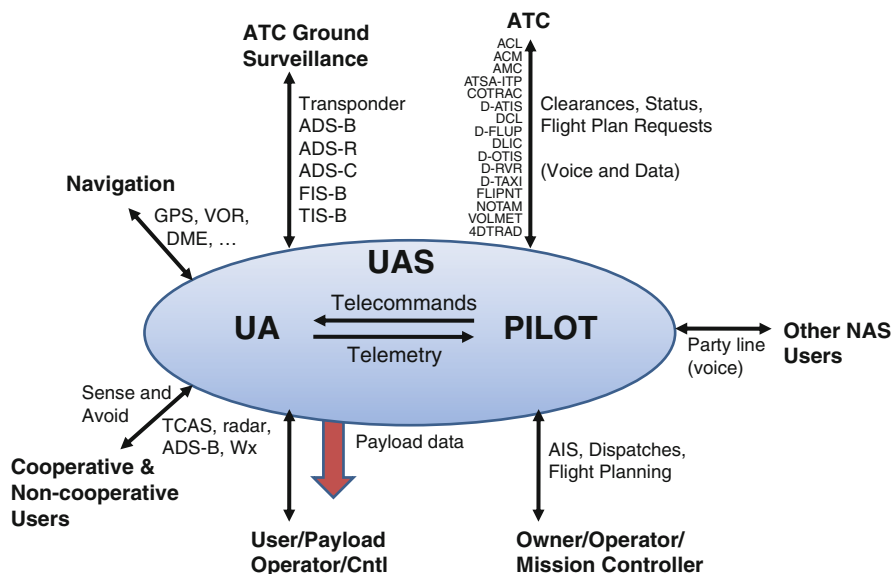 ATC Ground
Surveillance
Transponder
ADS-B
ADS-R
ADS-C
FIS-B
TIS-B
ATC
ACL
ACM
AMC
ATSA-ITP
COTRAC
D-ATIS
DCL
D-FLUP
DLIC
D-OTIS
D-RVR
D-TAXI
FLIPNT
NOTAM
VOLMET
4DTRAD
Clearances, Status,
Flight Plan Requests
(Voice and Data)
Navigation
GPS, VOR,
DME, …
UAS
Telecommands
UA
PILOT
Telemetry
Party line
(voice)
Other NAS
Users
Sense and
Avoid
TCAS, radar,
ADS-B, Wx
Cooperative &
Non-cooperative
Users
Payload data
User/Payload
Operator/Cntl
AIS, Dispatches,
Flight Planning
Owner/Operator/
Mission Controller